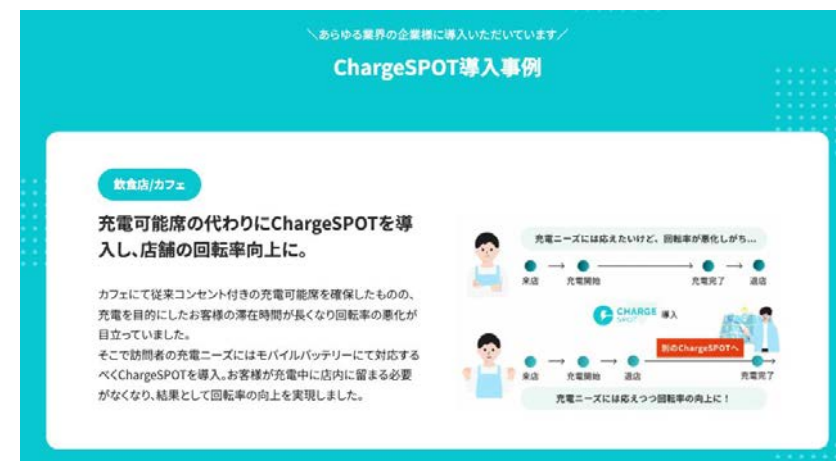 ＼あらゆる業界の企業様に導入いただいています／
ChargeSPOT導入事例
飲食店/カフェ
充電可能席の代わりにChargeSPOTを導
入し、店舗の回転率向上に。
カフェにて従来コンセント付きの充電可能席を確保したものの、
充電を目的にしたお客様の滞在時間が長くなり回転率の悪化が
目立っていました。
そこで訪問者の充電ニーズにはモバイルバッテリーにて対応する
べくChargeSPOTを導入。お客様が充電中に店内に留まる必要
がなくなり、結果として回転率の向上を実現しました。
充電ニーズには応えたいけど、回転率が悪化しがち...
来店 充電開始 充電完了 退店
CHARGE
SPOT
導入
別のChargeSPOTへ
来店 充電開始 退店 充電完了
充電ニーズには応えつつ回転率の向上に！